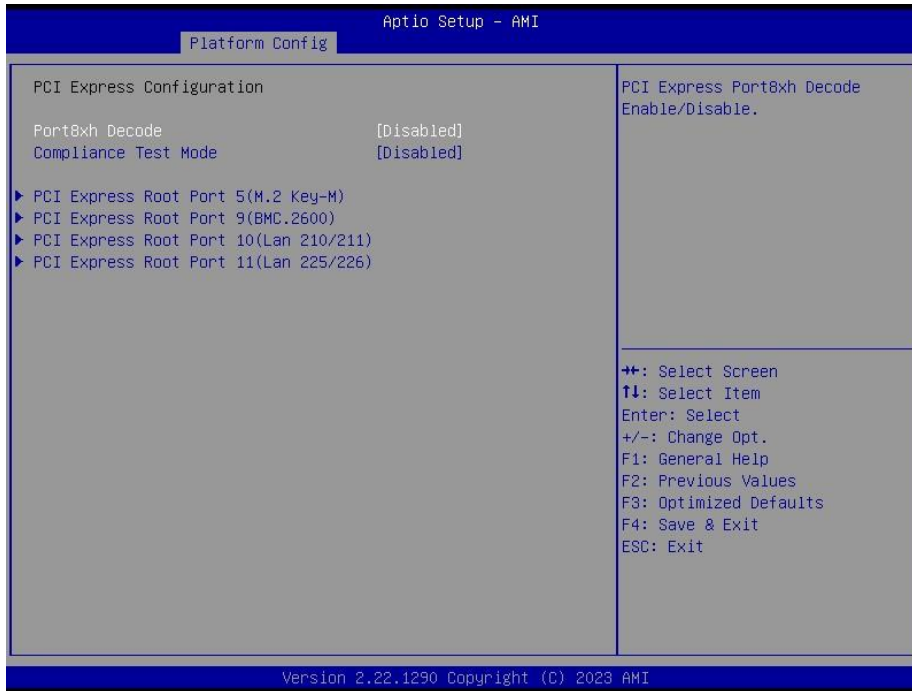 Aptio Setup - AMI
Platform Config
PCI Express Configuration
Port8xh Decode [Disabled]
Compliance Test Mode [Disabled]
PCI Express Root Port 5(M.2 Key-M)
PCI Express Root Port 9(BMC.2600)
PCI Express Root Port 10(Lan 210/211)
PCI Express Root Port 11(Lan 225/226)
PCI Express Port8xh Decode
Enable/Disable.
→←: Select Screen
↑↓: Select Item
Enter: Select
+/-: Change Opt.
F1: General Help
F2: Previous Values
F3: Optimized Defaults
F4: Save & Exit
ESC: Exit
Version 2.22.1290 Copyright (C) 2023 AMI